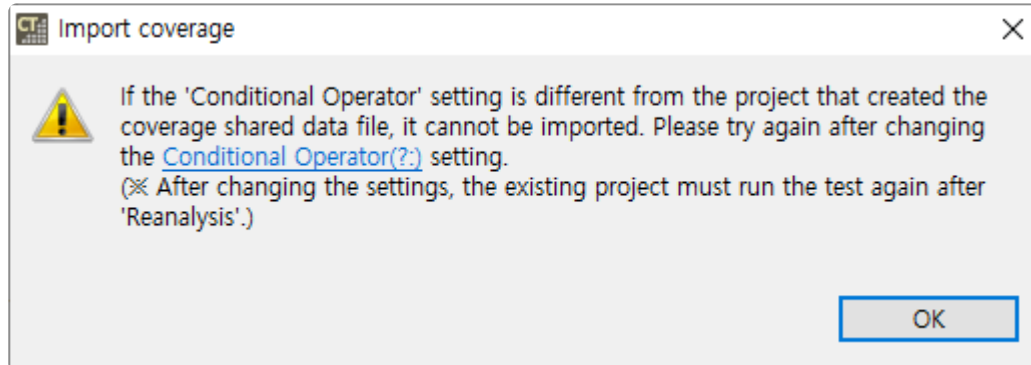 CT
Import coverage
If the 'Conditional Operator' setting is different from the project that created the
coverage shared data file, it cannot be imported. Please try again after changing
the Conditional Operator(?:) setting.
(※ After changing the settings, the existing project must run the test again after
'Reanalysis'.)
OK